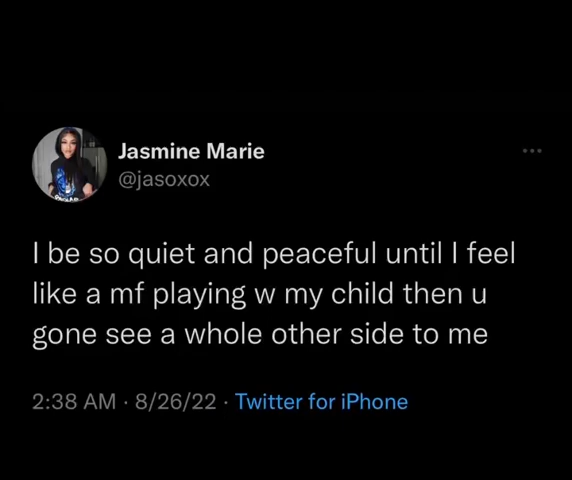 Jasmine Marie
@jasoxox
I be so quiet and peaceful until I feel
like a mf playing w my child then u
gone see a whole other side to me
2:38 AM · 8/26/22 · Twitter for iPhone